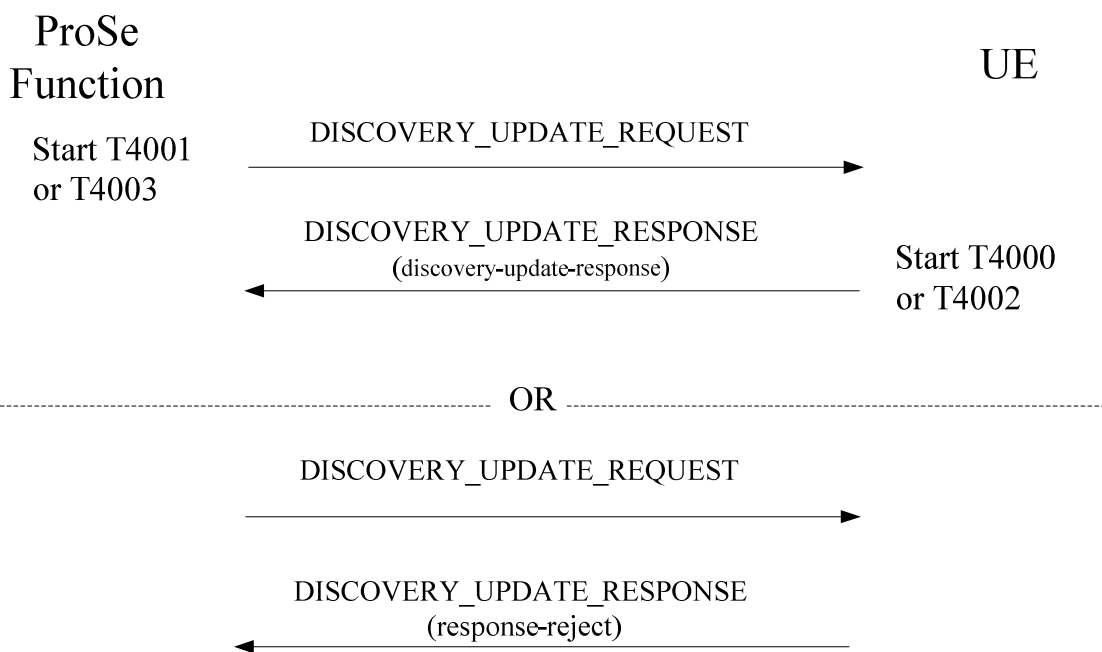 ProSe
Function
UE
Start T4001
or T4003
DISCOVERY_UPDATE_REQUEST
DISCOVERY_UPDATE_RESPONSE
(discovery-update-response)
Start T4000
or T4002
OR
DISCOVERY_UPDATE_REQUEST
DISCOVERY_UPDATE_RESPONSE
(response-reject)